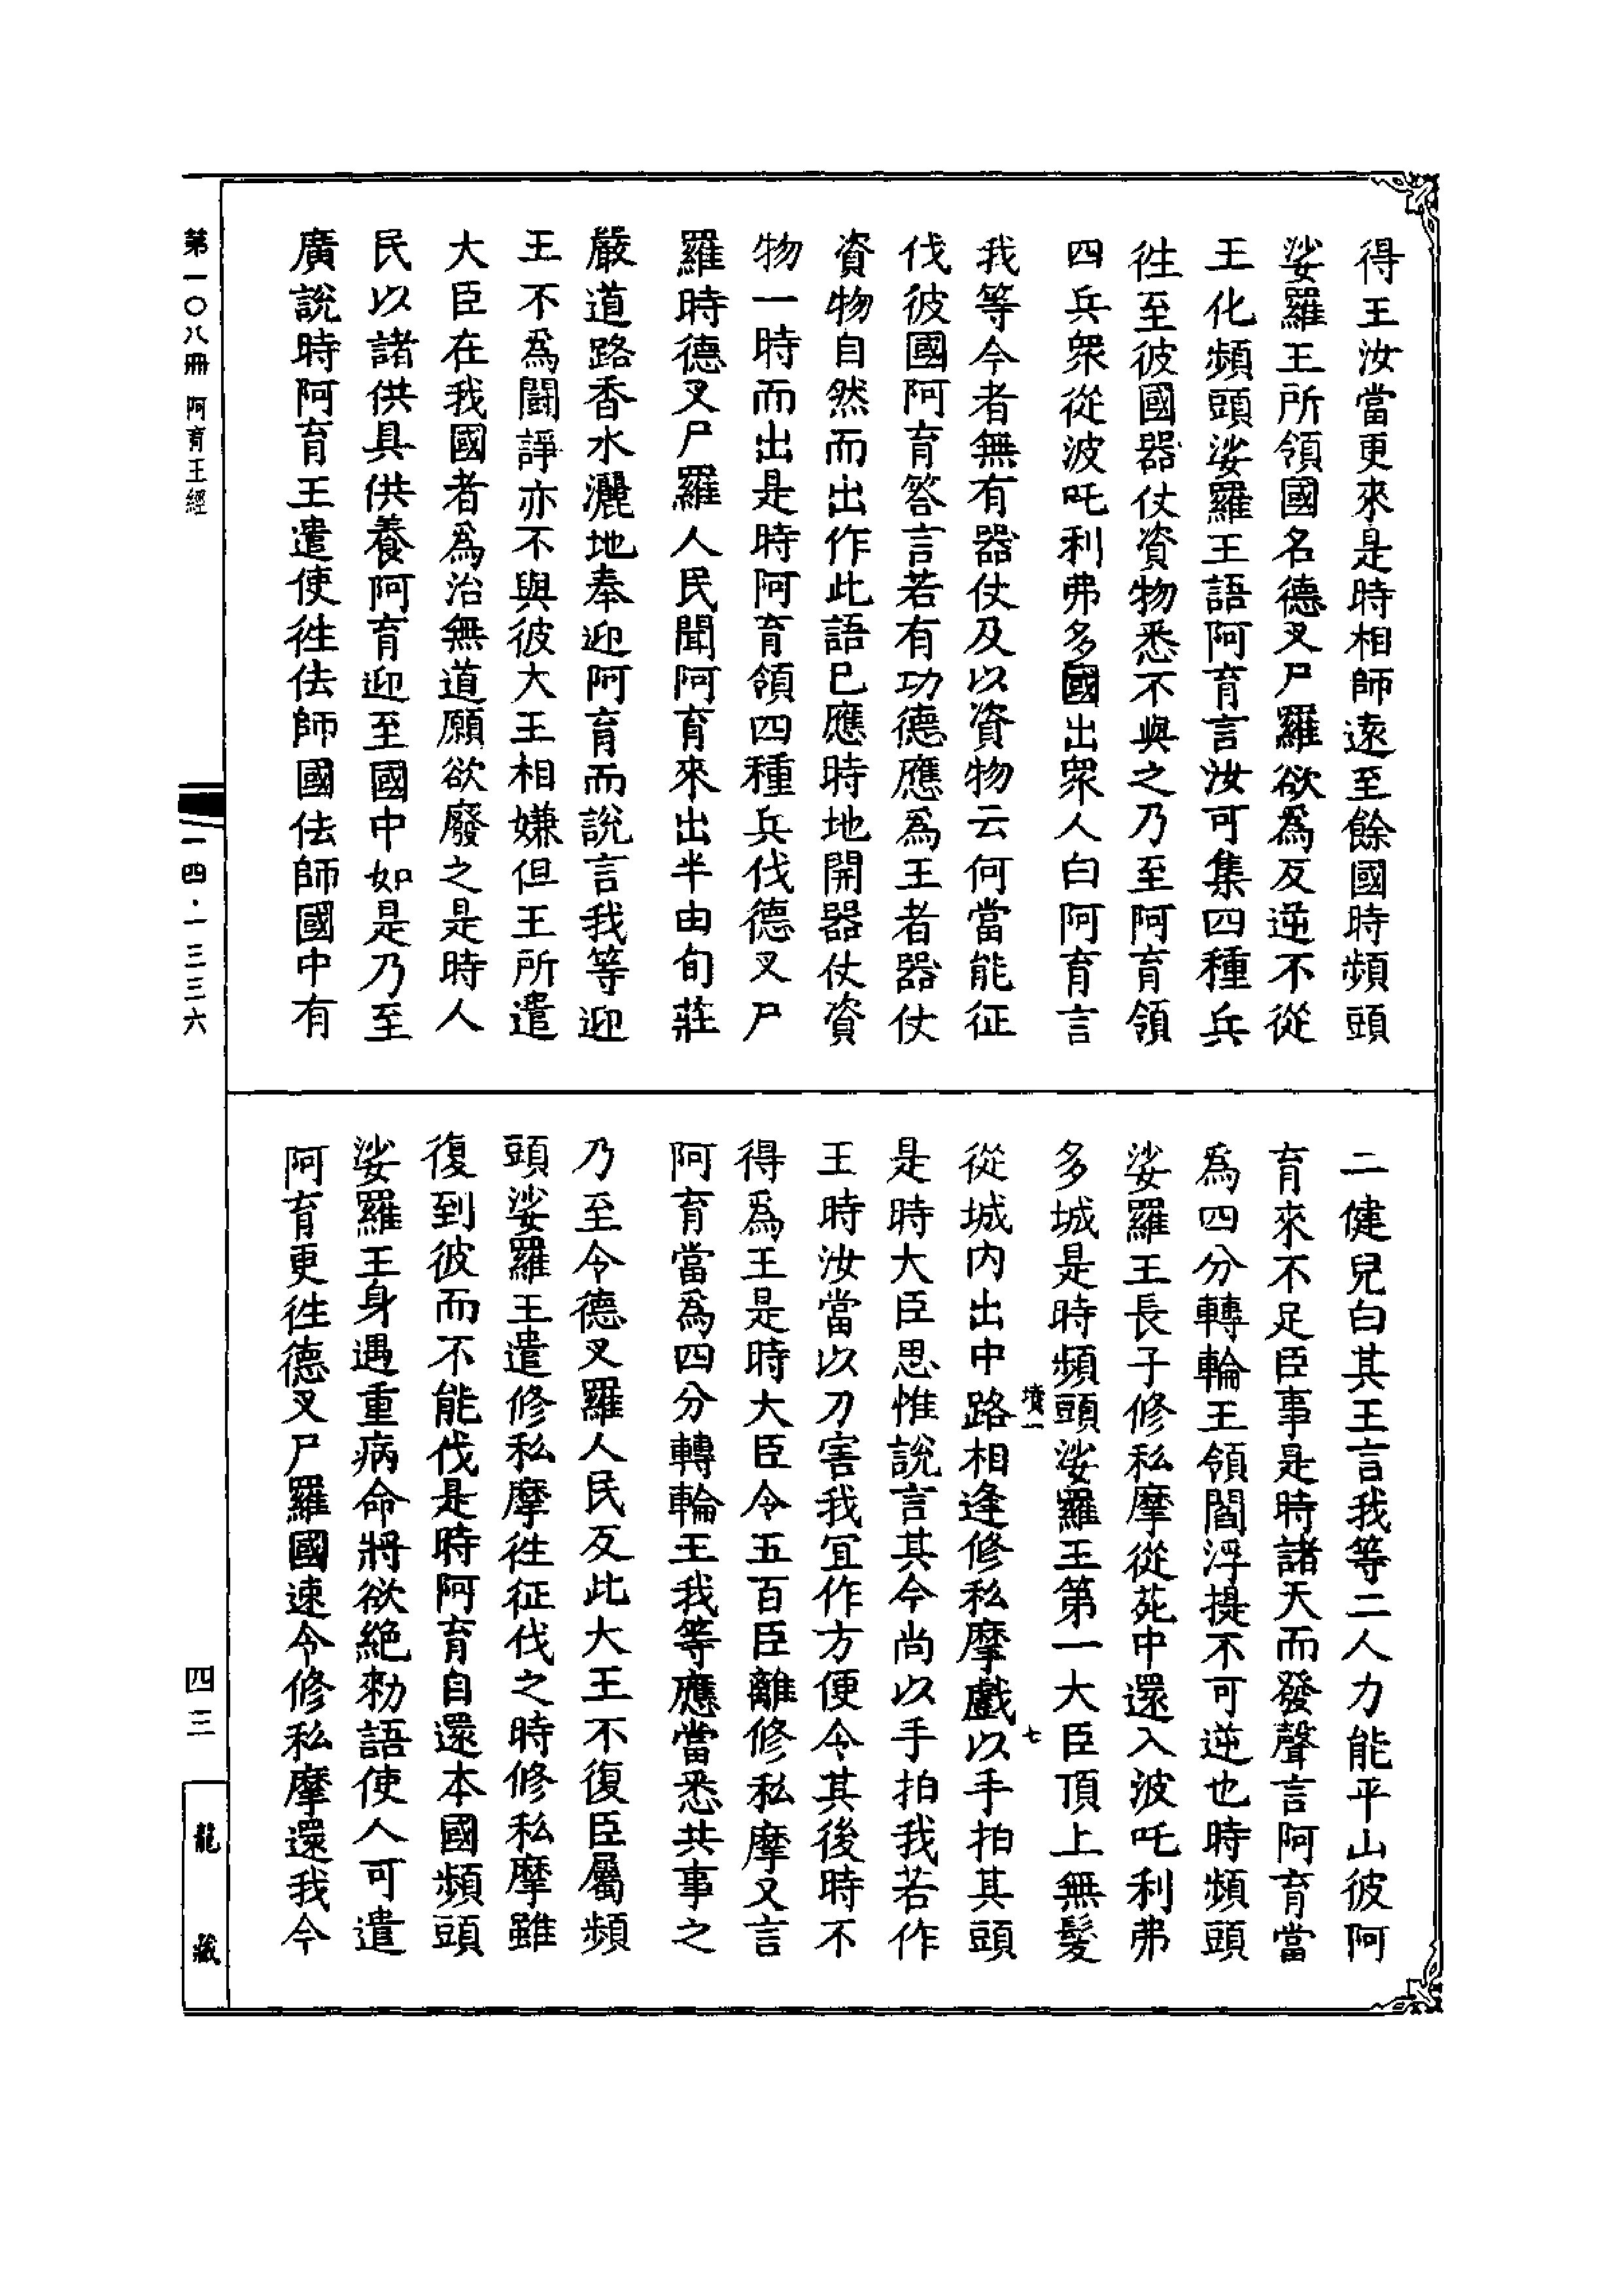 得王汝當更來是時相師遠至餘國時頻頭
娑羅王所領國名德叉尸羅欲為反逆不從
王化頻頭娑羅王語阿育言汝可集四種兵
徃至彼國器仗資物悉不與之乃至阿育領
四兵衆從波吒利弗多國出衆人白阿育言
我等今者無有器仗及以資物云何當能征
伐彼國阿育答言若有功德應為王者器仗
資物自然而出作此語已應時地開器仗資
物一時而出是時阿育領四種兵伐德叉尸
羅時德叉尸羅人民聞阿育來出半由旬莊
嚴道路香水灑地奉迎阿育而說言我等迎
王不為鬪諍亦不與彼大王相嫌但王所遣
大臣在我國者為治無道願欲廢之是時人
民以諸供具供養阿育迎至國中如是乃至
廣說時阿育王遣使徃佉師國佉師國中有
二健兒白其王言我等二人力能平山彼阿
育來不足臣事是時諸天而發聲言阿育當
為四分轉輪王領閻浮提不可逆也時頻頭
娑羅王長子修私摩從苑中還入波吒利弗
多城是時頻頭娑羅王第一大臣頂上無髮
從城內出中路相逢修私摩戲以手拍其頭
是時大臣思惟說言其今尚以手拍我若作
王時汝當以刀害我宜作方便令其後時不
得為王是時大臣令五百臣離修私摩又言
阿育當為四分轉輪王我等應當悉共事之
乃至令德叉羅人民反此大王不復臣屬頻
頭娑羅王遣修私摩徃征伐之時修私摩雖
復到彼而不能伐是時阿育自還本國頻頭
娑羅王身遇重病命將欲絕勑語使人可遣
阿育更徃德叉尸羅國速令修私摩還我今
七
第一〇八冊 阿育王經
一四·一三三六
四三
龍藏